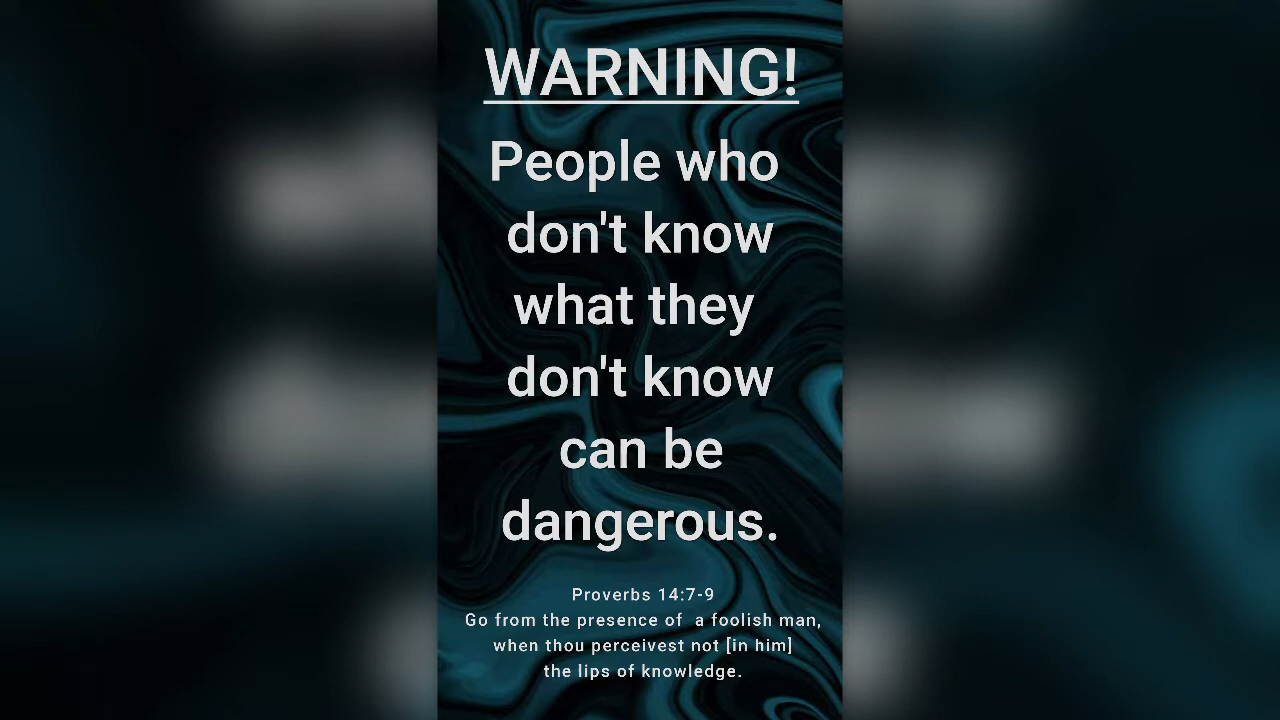 WARNING!
People who
don't know
what they
don't know
can be
dangerous.
Proverbs 14:7-9
Go from the presence of a foolish man,
when thou perceivest not [in him]
the lips of knowledge.